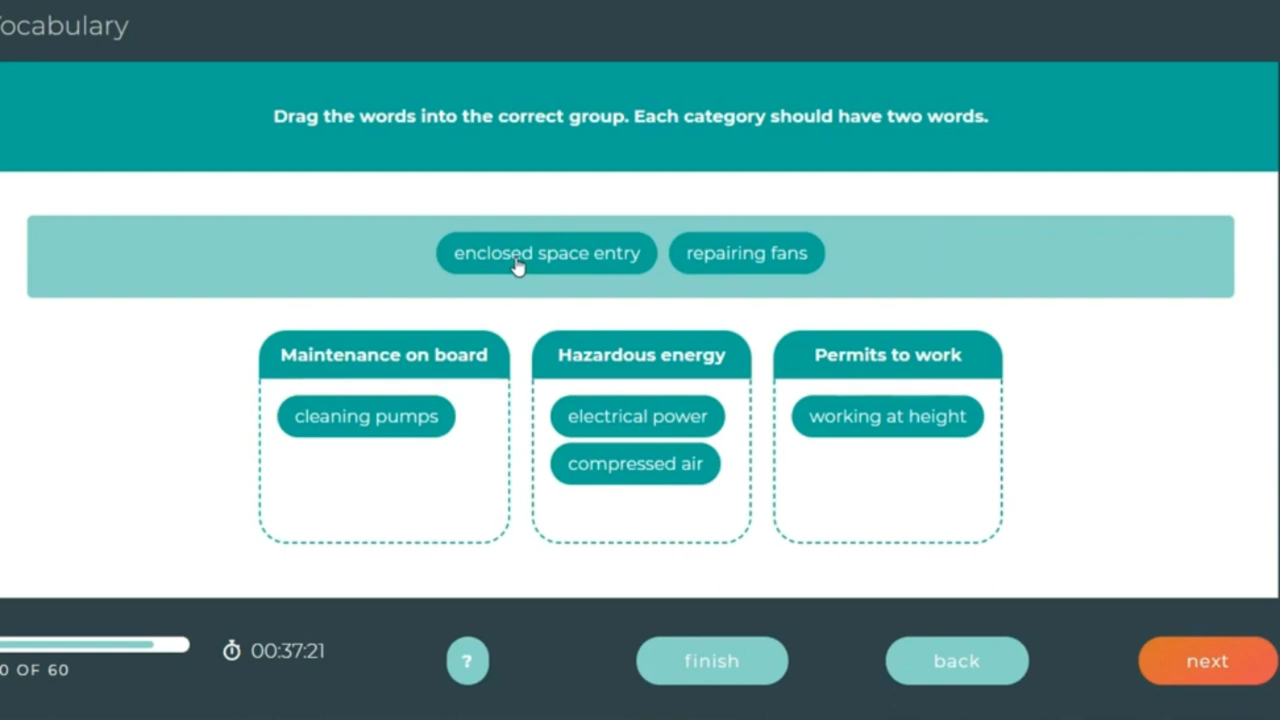 ocabulary
Drag the words into the correct group. Each category should have two words.
enclosed space entry repairing fans
Maintenance on board Hazardous energy Permits to work
cleaning pumps electrical power working at height
compressed air
0 OF 60 00:37:21 ? finish back next